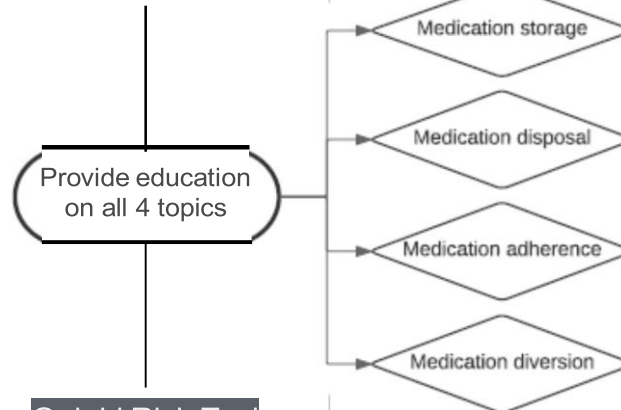 Provide education
on all 4 topics
Medication storage
Medication disposal
Medication adherence
Medication diversion